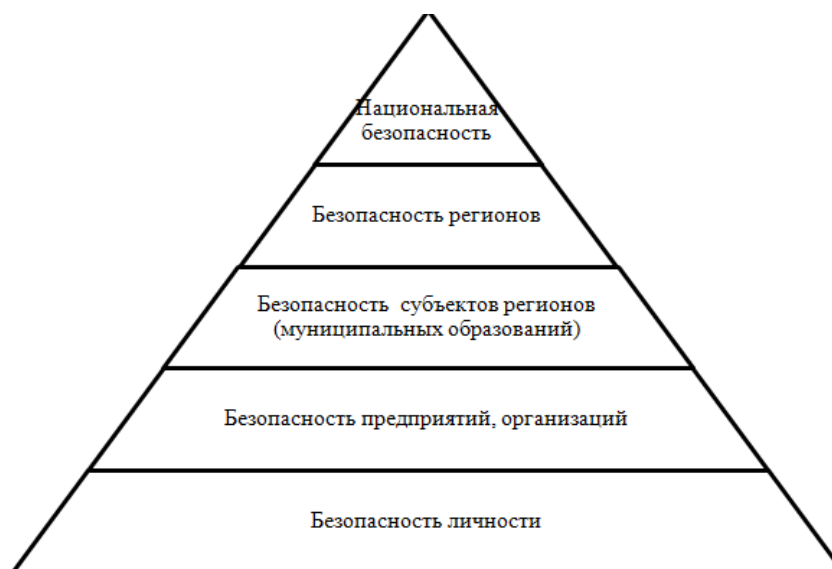 Национальная
безопасность
Безопасность регионов
Безопасность субъектов регионов
(муниципальных образований)
Безопасность предприятий, организаций
Безопасность личности